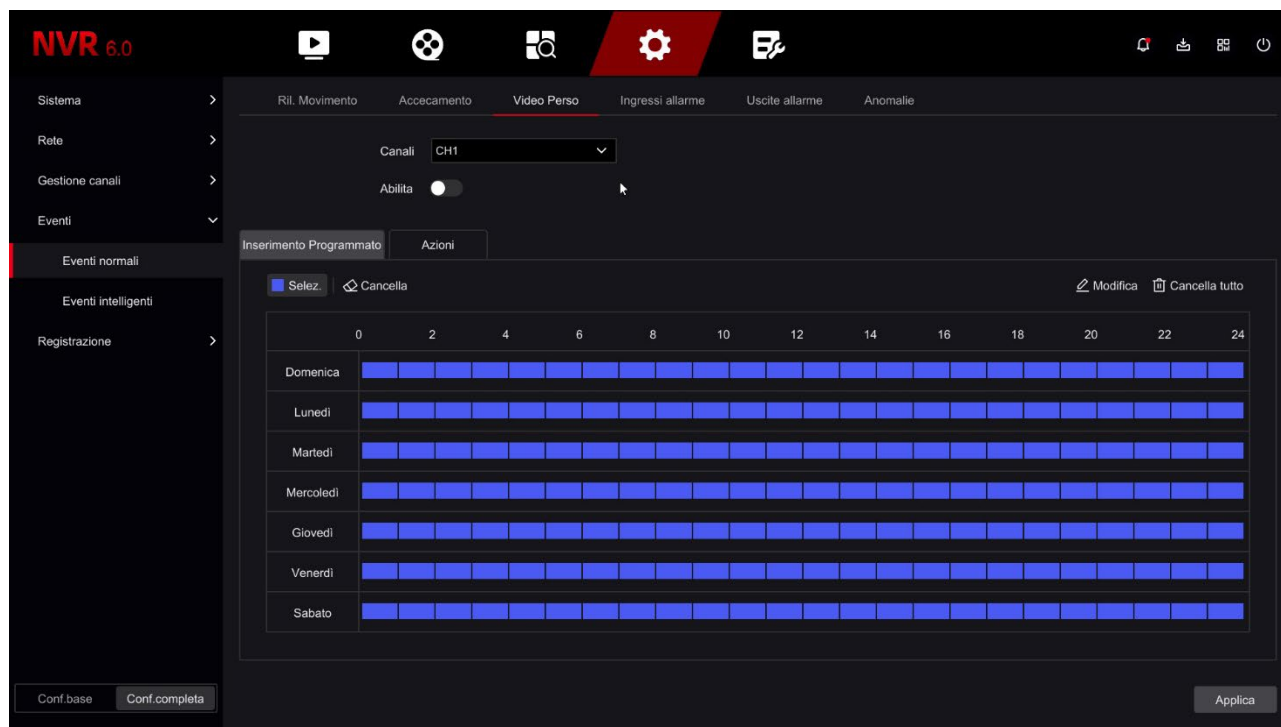 NVR 6.0
Sistema
Rete
Gestione canali
Eventi
Eventi normali
Eventi intelligenti
Registrazione
Conf.base Conf.completa
Ril. Movimento Accecamento Video Perso Ingressi allarme Uscite allarme Anomalie
Canali CH1
Abilita
Inserimento Programmato Azioni
Selez. Cancella Modifica Cancella tutto
0 2 4 6 8 10 12 14 16 18 20 22 24
Domenica
Lunedì
Martedì
Mercoledì
Giovedì
Venerdì
Sabato
Applica